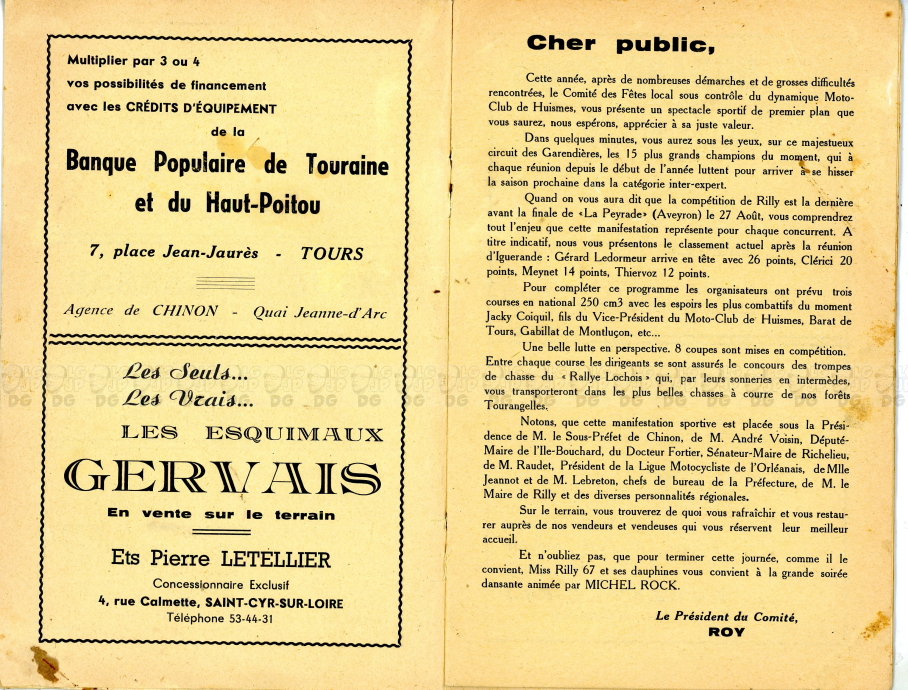 Multiplier par 3 ou 4
vos possibilités de financement
avec les CRÉDITS D'ÉQUIPEMENT
de la
Banque Populaire de Touraine
et du Haut-Poitou
7, place Jean-Jaurès - TOURS
Agence de CHINON - Quai Jeanne-d'Arc
Les Seuls...
Les Vrais...
LES ESQUIMAUX
GERVAIS
En vente sur le terrain
Ets Pierre LETELLIER
Concessionnaire Exclusif
4, rue Calmette, SAINT-CYR-SUR-LOIRE
Téléphone 53-44-31
Cher public,
Cette année, après de nombreuses démarches et de grosses difficultés
rencontrées, le Comité des Fêtes local sous contrôle du dynamique Moto-
Club de Huismes, vous présente un spectacle sportif de premier plan que
vous saurez, nous espérons, apprécier à sa juste valeur.
Dans quelques minutes, vous aurez sous les yeux, sur ce majestueux
circuit des Garendières, les 15 plus grands champions du moment, qui à
chaque réunion depuis le début de l'année luttent pour arriver à se hisser
la saison prochaine dans la catégorie inter-expert.
Quand on vous aura dit que la compétition de Rilly est la dernière
avant la finale de «La Peyrade» (Aveyron) le 27 Août, vous comprendrez
tout l'enjeu que cette manifestation représente pour chaque concurrent. A
titre indicatif, nous vous présentons le classement actuel après la réunion
d'Iguerande : Gérard Ledormeur arrive en tête avec 26 points, Clérici 20
points, Meynet 14 points, Thiervoz 12 points.
Pour compléter ce programme les organisateurs ont prévu trois
courses en national 250 cm3 avec les espoirs les plus combattifs du moment
Jacky Coiquil, fils du Vice-Président du Moto-Club de Huismes, Barat de
Tours, Gabillat de Montluçon, etc...
Une belle lutte en perspective. 8 coupes sont mises en compétition.
Entre chaque course les dirigeants se sont assurés le concours des trompes
de chasse du « Rallye Lochois » qui, par leurs sonneries en intermèdes,
vous transporteront dans les plus belles chasses à courre de nos forêts
Tourangelles.
Notons, que cette manifestation sportive est placée sous la Prési-
dence de M. le Sous-Préfet de Chinon, de M. André Voisin, Député-
Maire de l'Ile-Bouchard, du Docteur Fortier, Sénateur-Maire de Richelieu,
de M. Raudet, Président de la Ligue Motocycliste de l'Orléanais, de Mlle
Jeannot et de M. Lebreton, chefs de bureau de la Préfecture, de M. le
Maire de Rilly et des diverses personnalités régionales.
Sur le terrain, vous trouverez de quoi vous rafraîchir et vous restau-
rer auprès de nos vendeurs et vendeuses qui vous réservent leur meilleur
accueil.
Et n'oubliez pas, que pour terminer cette journée, comme il le
convient, Miss Rilly 67 et ses dauphines vous convient à la grande soirée
dansante animée par MICHEL ROCK.
Le Président du Comité,
ROY